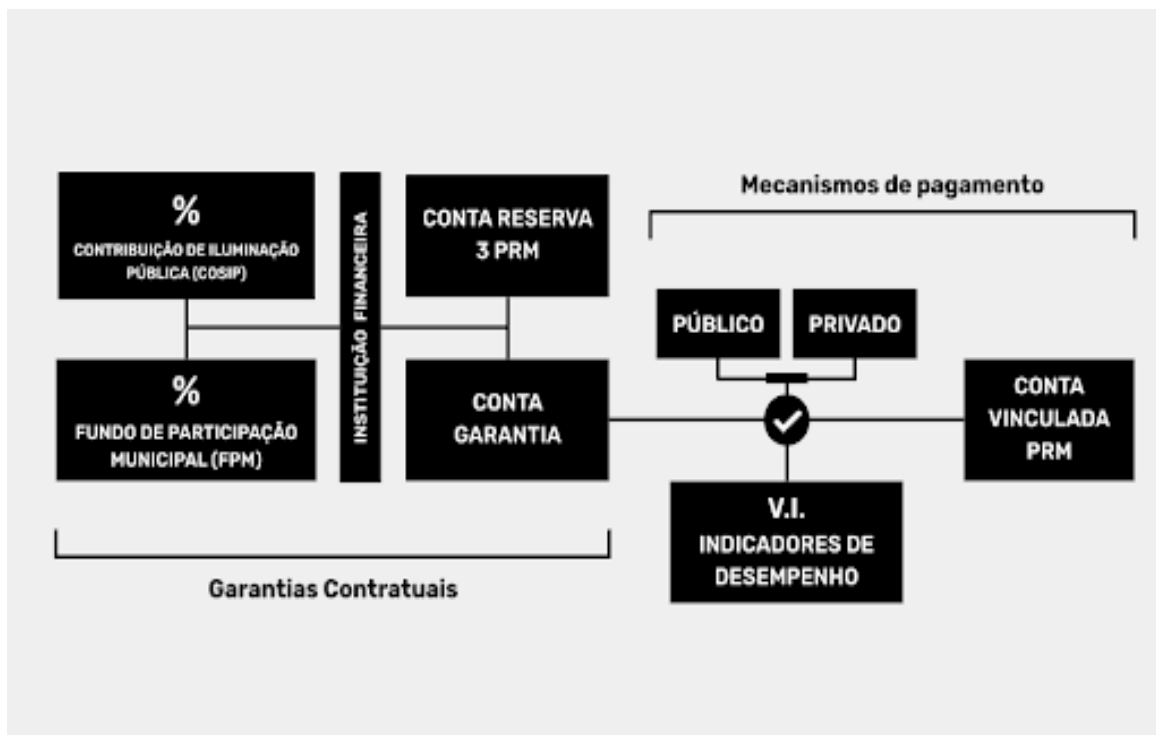 %
CONTRIBUIÇÃO DE ILUMINAÇÃO
PÚBLICA (COSIP)
%
FUNDO DE PARTICIPAÇÃO
MUNICIPAL (FPM)
INSTITUIÇÃO FINANCEIRA
CONTA RESERVA
3 PRM
CONTA
GARANTIA
Garantias Contratuais
Mecanismos de pagamento
PÚBLICO
PRIVADO
CONTA
VINCULADA
PRM
V.I.
INDICADORES DE
DESEMPENHO